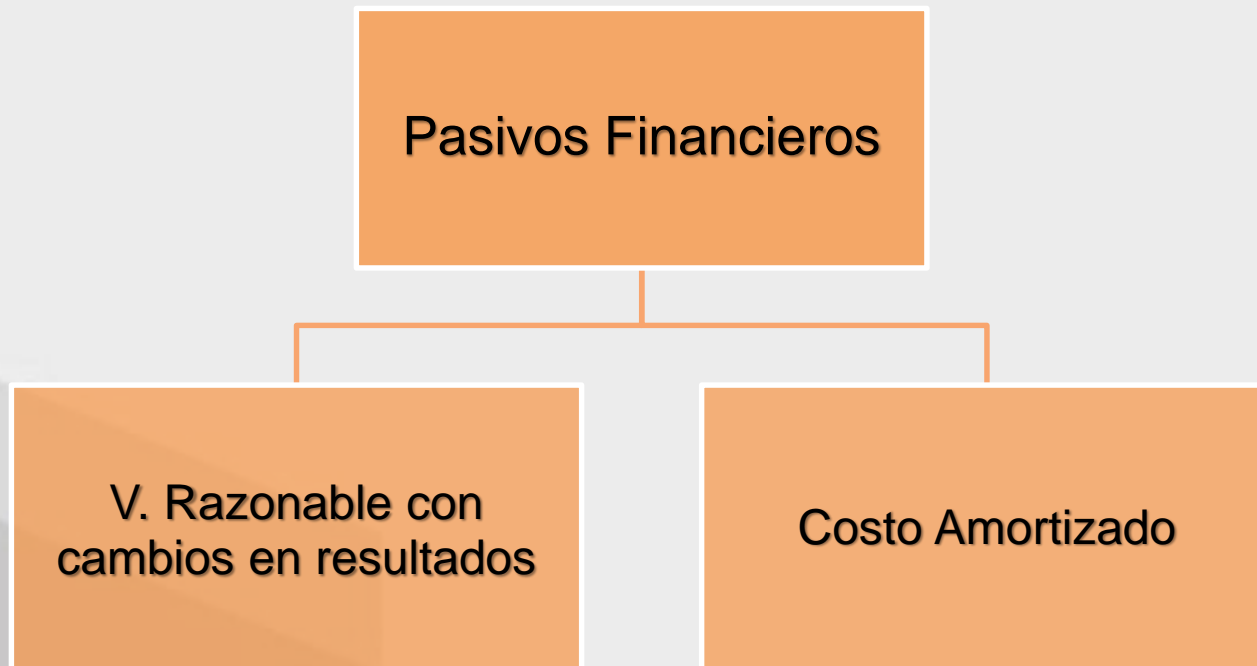 Pasivos Financieros
V. Razonable con
cambios en resultados
Costo Amortizado